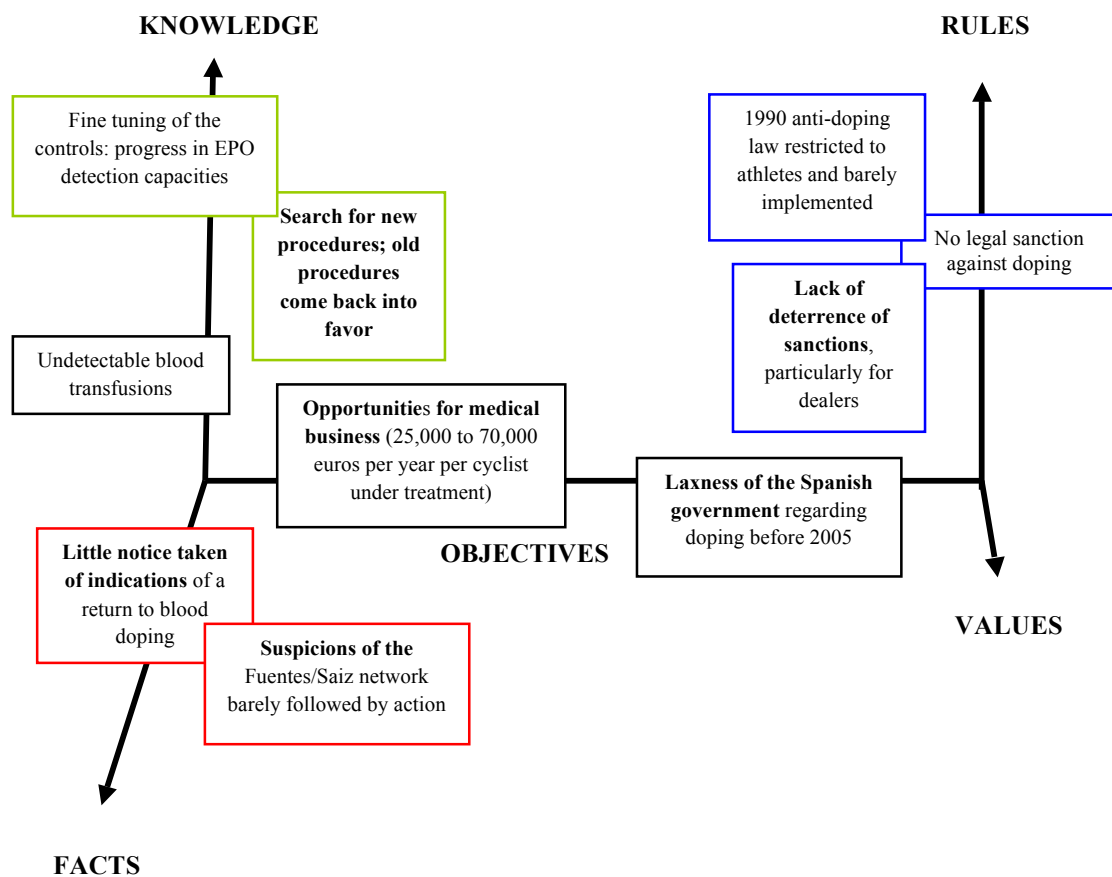 KNOWLEDGE
RULES
Fine tuning of the
controls: progress in EPO
detection capacities
1990 anti-doping
law restricted to
athletes and barely
implemented
Search for new
procedures; old
procedures
come back into
favor
No legal sanction
against doping
Lack of
deterrence of
sanctions,
particularly for
dealers
Undetectable blood
transfusions
Opportunities for medical
business (25,000 to 70,000
euros per year per cyclist
under treatment)
Laxness of the Spanish
government regarding
doping before 2005
OBJECTIVES
Little notice taken
of indications of a
return to blood
doping
VALUES
Suspicions of the
Fuentes/Saiz network
barely followed by action
FACTS